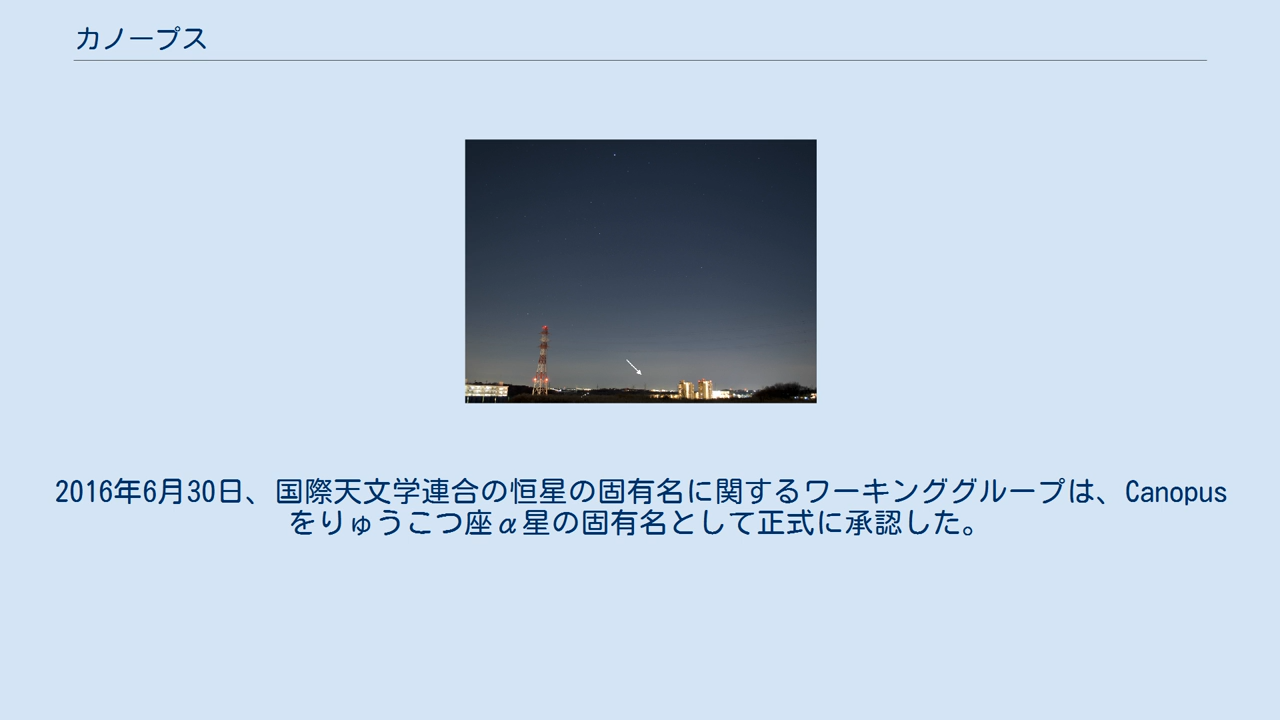 カノープス
2016年6月30日、国際天文学連合の恒星の固有名に関するワーキンググループは、Canopus
をりゅうこつ座α星の固有名として正式に承認した。